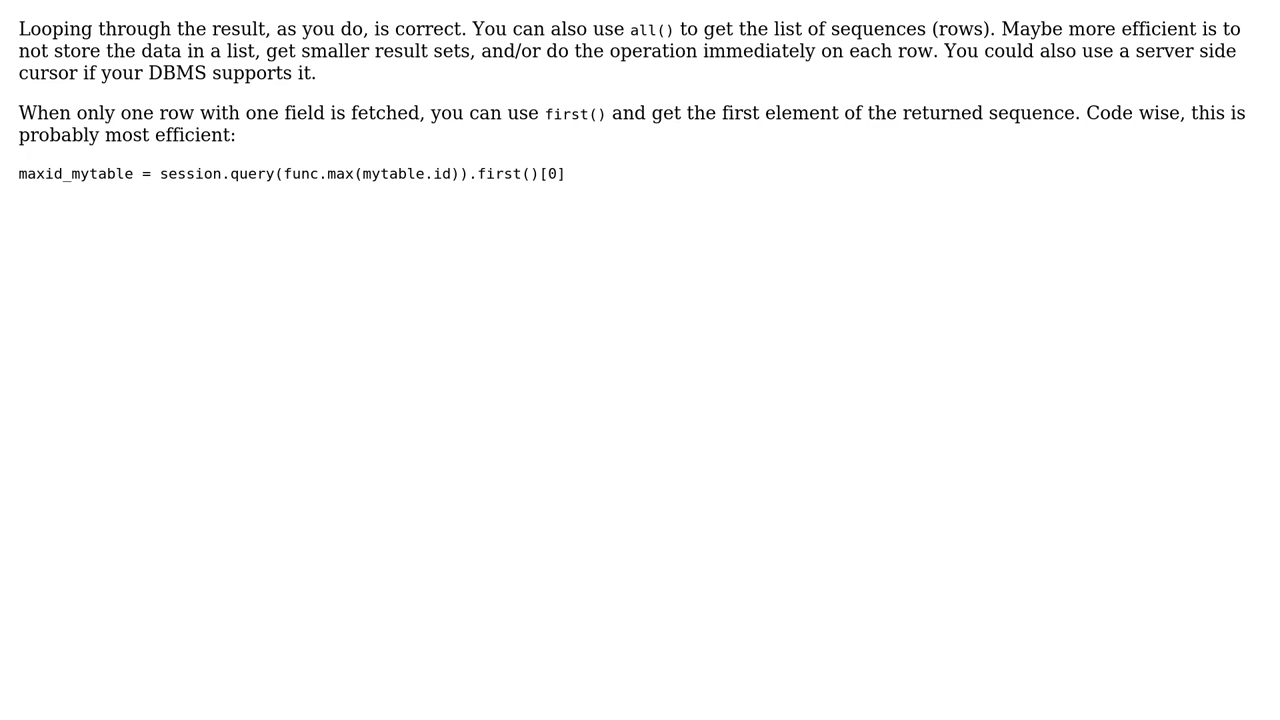 Looping through the result, as you do, is correct. You can also use all() to get the list of sequences (rows). Maybe more efficient is to
not store the data in a list, get smaller result sets, and/or do the operation immediately on each row. You could also use a server side
cursor if your DBMS supports it.
When only one row with one field is fetched, you can use first() and get the first element of the returned sequence. Code wise, this is
probably most efficient:
maxid_mytable = session.query(func.max(mytable.id)).first()[0]